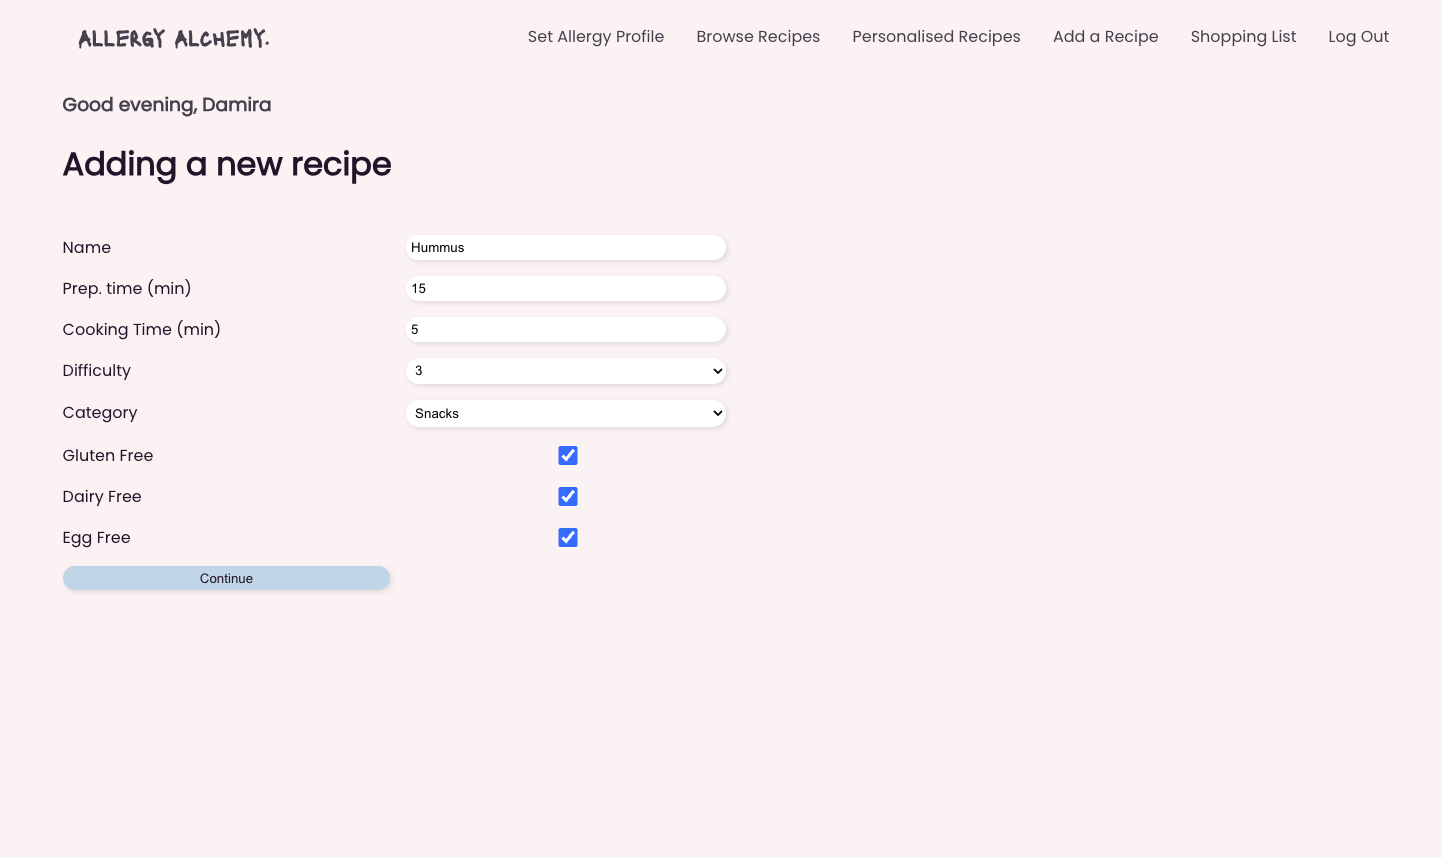 ALLERGY ALCHEMY.
Set Allergy Profile Browse Recipes Personalised Recipes Add a Recipe Shopping List Log Out
Good evening, Damira
Adding a new recipe
Name Hummus
Prep. time (min) 15
Cooking Time (min) 5
Difficulty 3
Category Snacks
Gluten Free
Dairy Free
Egg Free
Continue